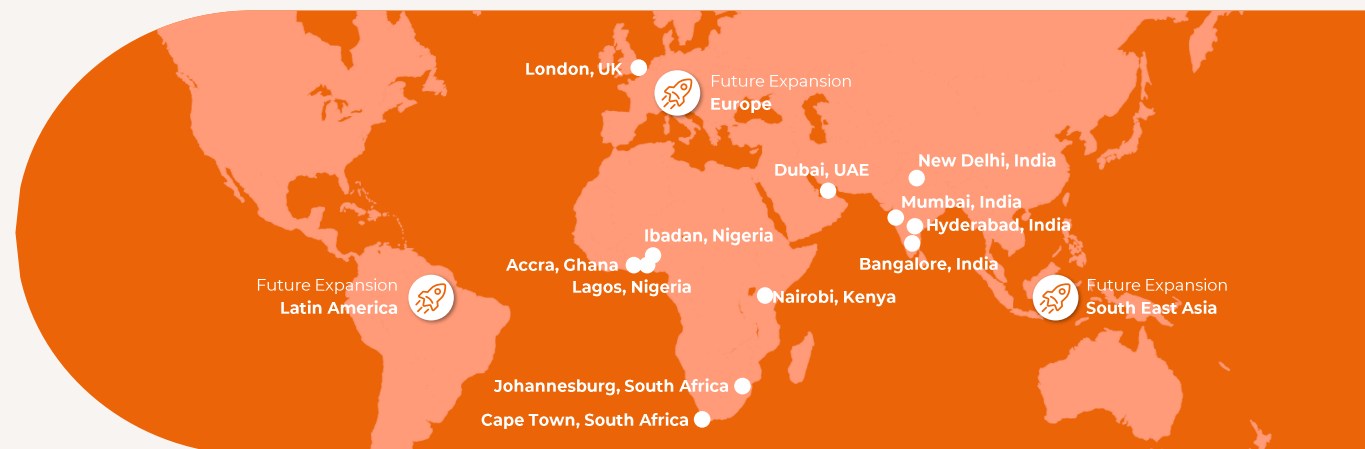 London, UK
Future Expansion
Europe
New Delhi, India
Dubai, UAE
Mumbai, India
Hyderabad, India
Ibadan, Nigeria
Accra, Ghana
Bangalore, India
Lagos, Nigeria
Future Expansion
Latin America
Nairobi, Kenya
Future Expansion
South East Asia
Johannesburg, South Africa
Cape Town, South Africa